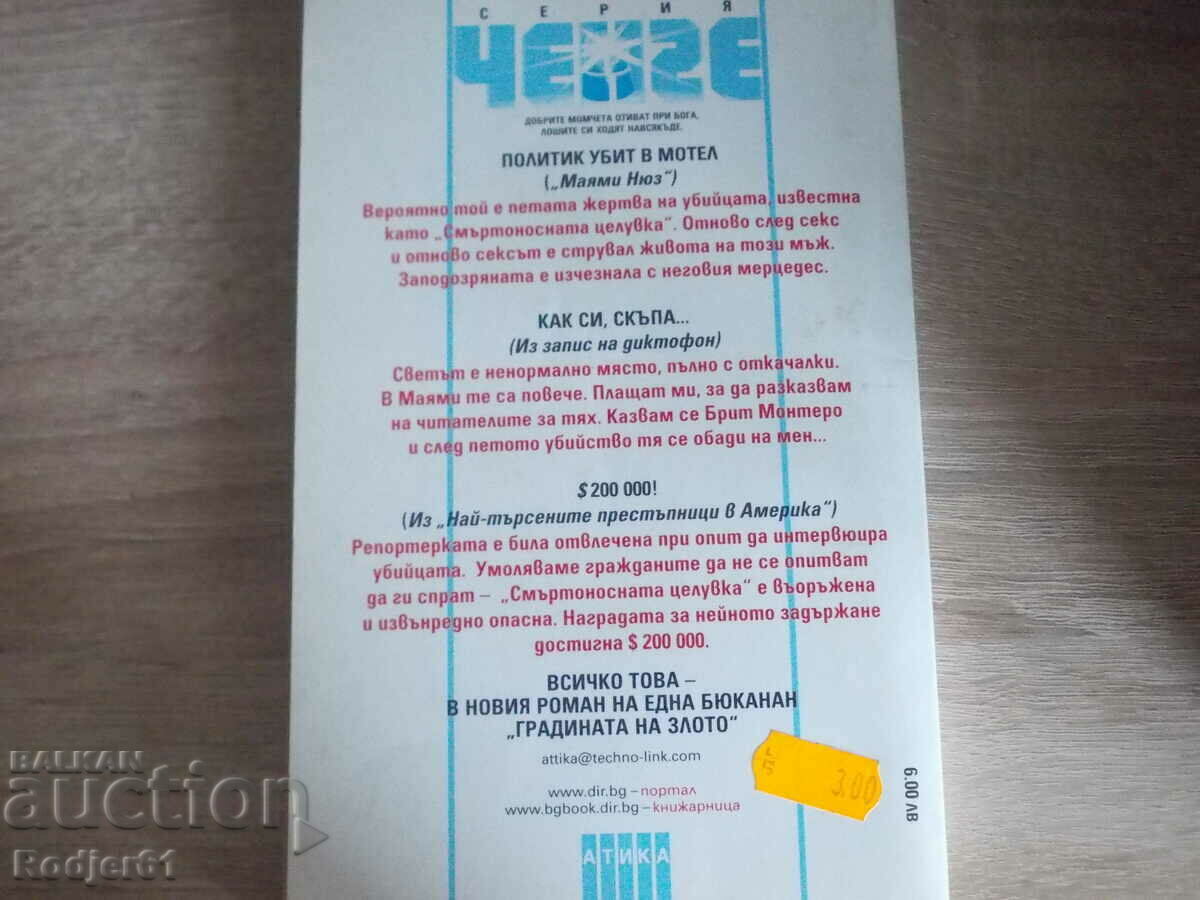 СЕРИЯ
ЧЕНГЕ
ДОБРИТЕ МОМЧЕТА ОТИВАТ ПРИ БОГА,
ЛОШИТЕ СИ ХОДЯТ НАВСЯКЪДЕ.
ПОЛИТИК УБИТ В МОТЕЛ
(„Маями Нюз“)
Вероятно той е петата жертва на убийцата, известна
като „Смъртоносната целувка“. Отново след секс
и отново сексът е струвал живота на този мъж.
Заподозряната е изчезнала с неговия мерцедес.
КАК СИ, СКЪПА...
(Из запис на диктофон)
Светът е ненормално място, пълно с откачалки.
В Маями те са повече. Плащат ми, за да разказвам
на читателите за тях. Казвам се Брит Монтеро
и след петото убийство тя се обади на мен...
$ 200 000!
(Из „Най-търсените престъпници в Америка“)
Репортерката е била отвлечена при опит да интервюира
убийцата. Умоляваме гражданите да не се опитват
да ги спрат – „Смъртоносната целувка“ е въоръжена
и извънредно опасна. Наградата за нейното задържане
достигна $ 200 000.
ВСИЧКО ТОВА –
В НОВИЯ РОМАН НА ЕДНА БЮКАНАН
„ГРАДИНАТА НА ЗЛОТО“
attika@techno-link.com
www.dir.bg – портал
www.bgbook.dir.bg – книжарница
АТИКА
3.00
6.00 ЛВ
BALKAN
auction
Rodjer61